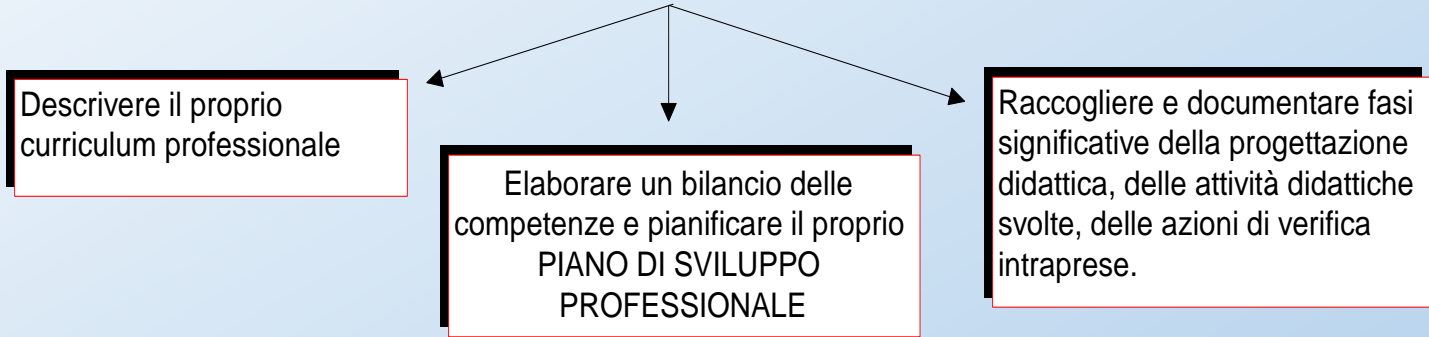 Descrivere il proprio
curriculum professionale
Elaborare un bilancio delle
competenze e pianificare il proprio
PIANO DI SVILUPPO
PROFESSIONALE
Raccogliere e documentare fasi
significative della progettazione
didattica, delle attività didattiche
svolte, delle azioni di verifica
intraprese.